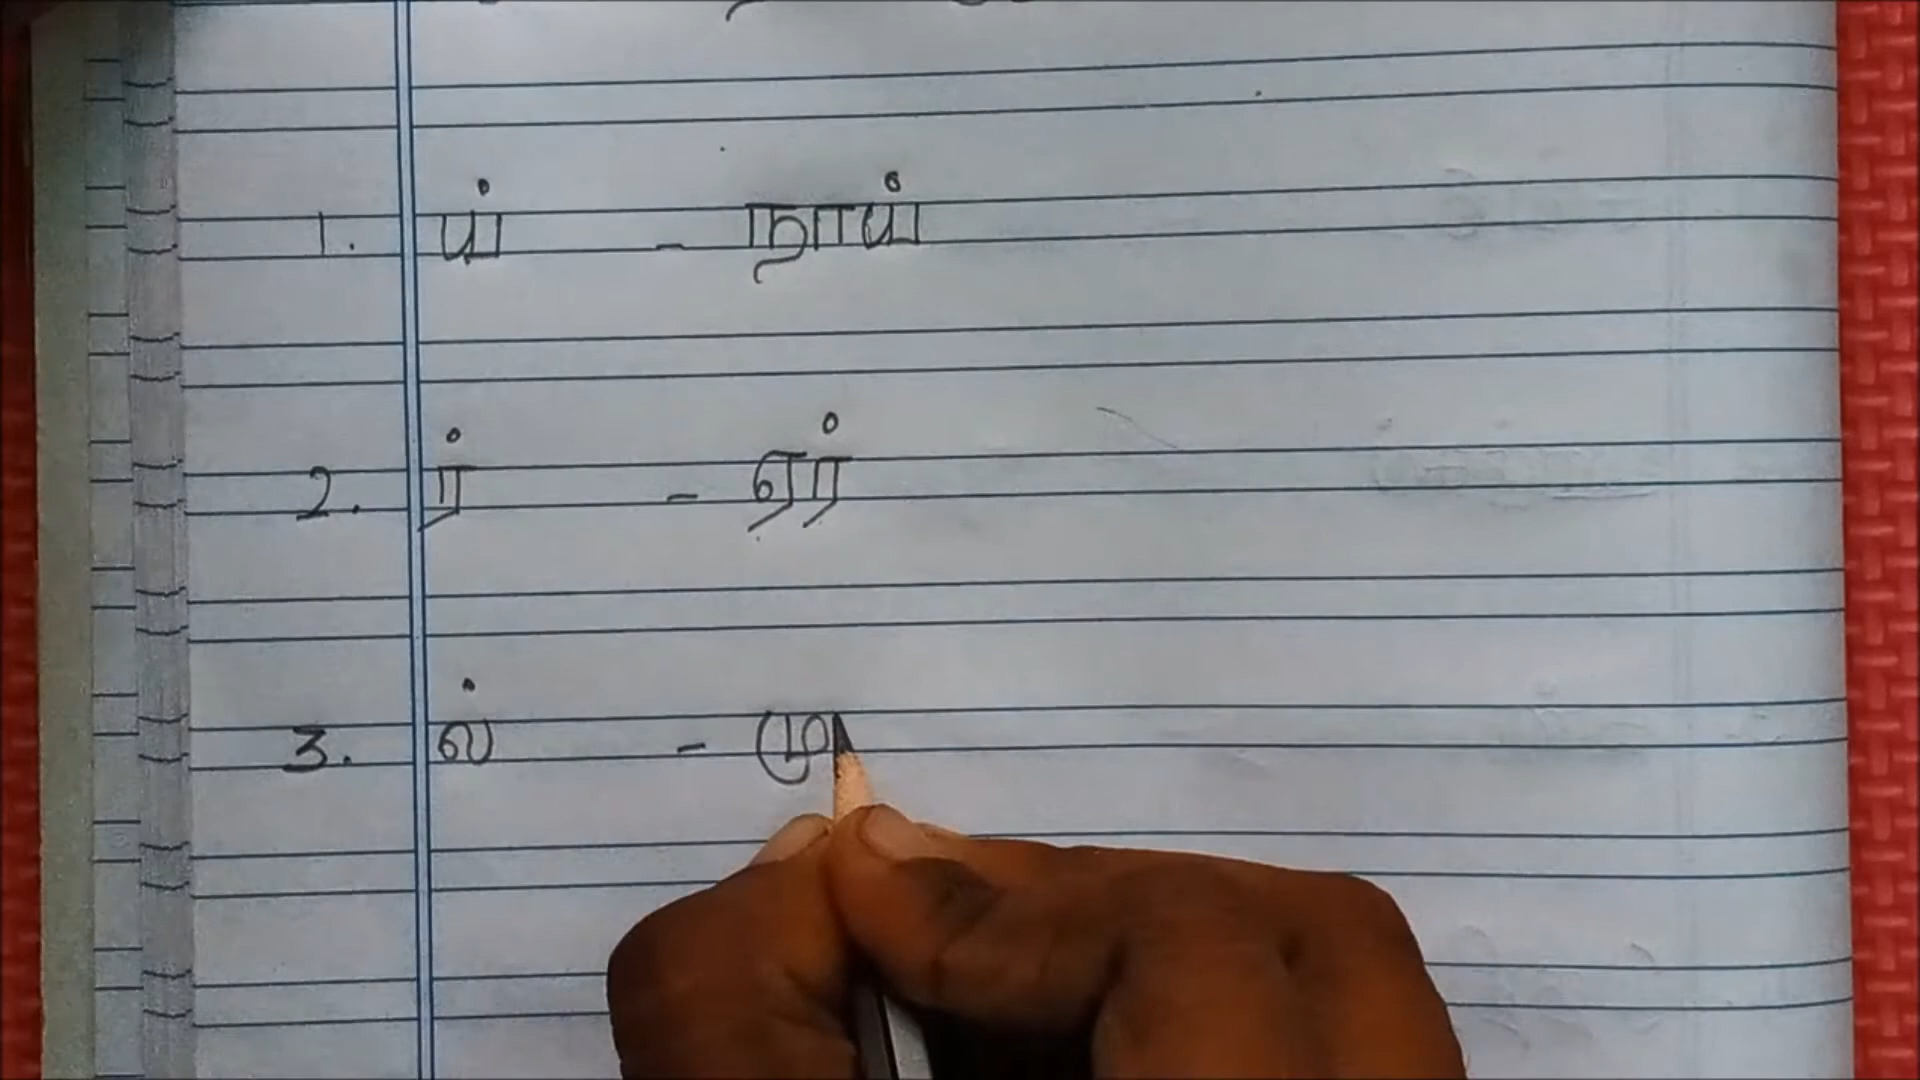 1. ய் - நாய்
2. ர் - ஏர்
3. ல் - மு